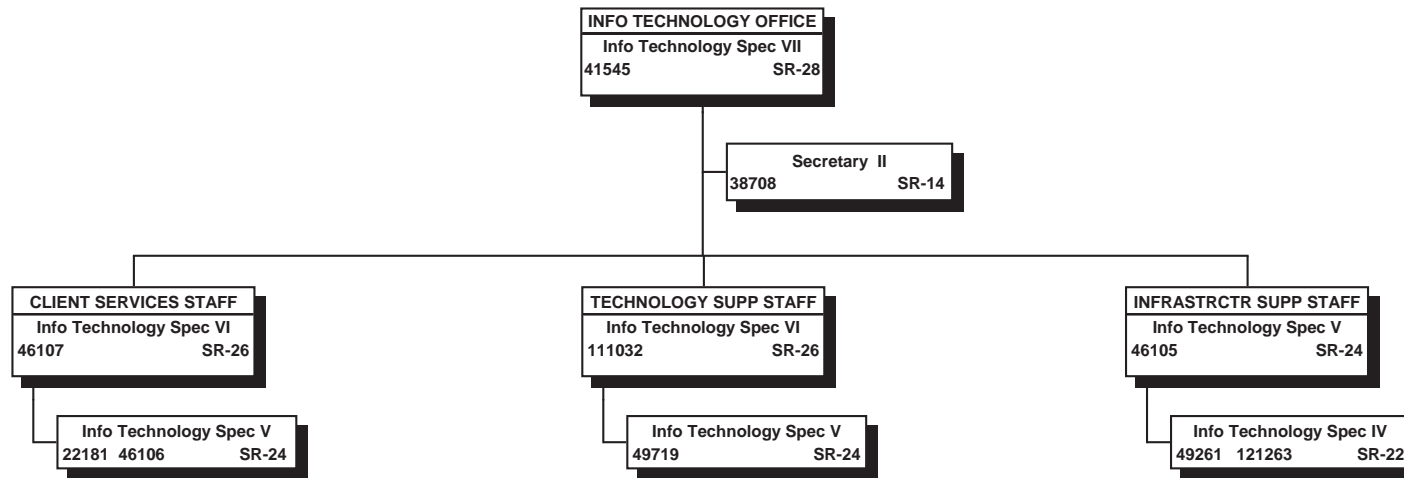 INFO TECHNOLOGY OFFICE
Info Technology Spec VII
41545 SR-28
Secretary II
38708 SR-14
CLIENT SERVICES STAFF
Info Technology Spec VI
46107 SR-26
Info Technology Spec V
22181 46106 SR-24
TECHNOLOGY SUPP STAFF
Info Technology Spec VI
111032 SR-26
Info Technology Spec V
49719 SR-24
INFRASTRCTR SUPP STAFF
Info Technology Spec V
46105 SR-24
Info Technology Spec IV
49261 121263 SR-22